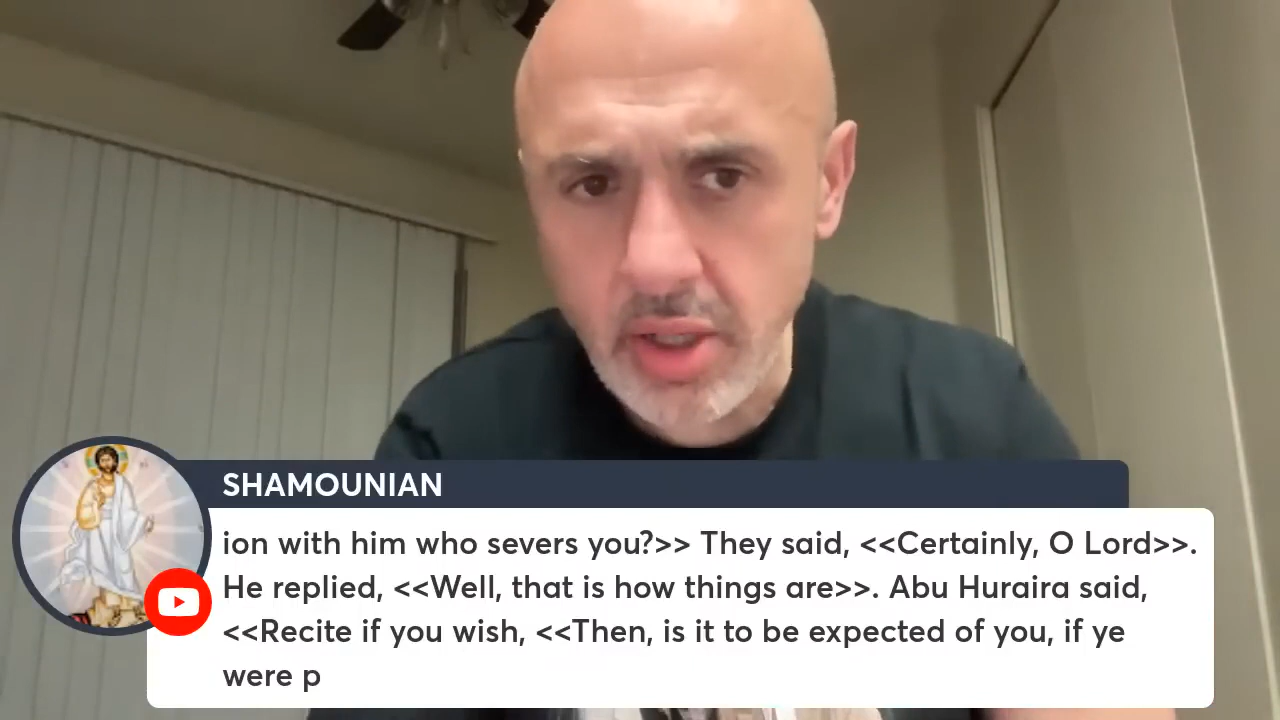 SHAMOUNIAN
ion with him who severs you?>> They said, <<Certainly, O Lord>>.
He replied, <<Well, that is how things are>>. Abu Huraira said,
<<Recite if you wish, <<Then, is it to be expected of you, if ye
were p